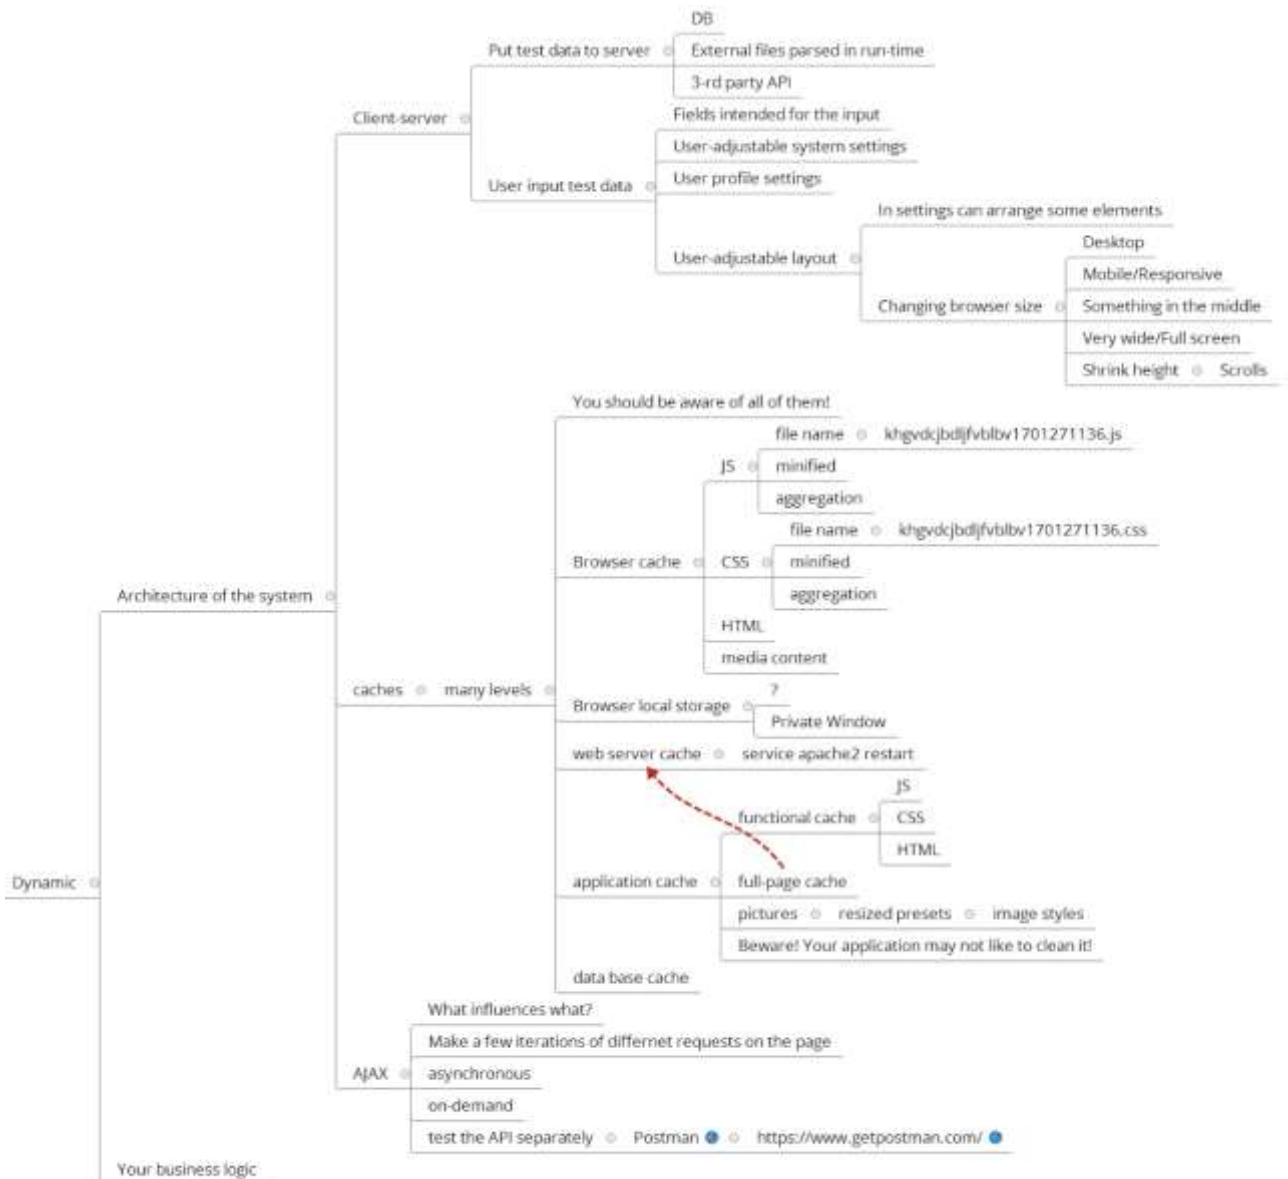 DB
Put test data to server
External files parsed in run-time
3-rd party API
Client-server
Fields intended for the input
User-adjustable system settings
User input test data
User profile settings
In settings can arrange some elements
User-adjustable layout
Desktop
Mobile/Responsive
Changing browser size
Something in the middle
Very wide/Full screen
Shrink height
Scrolls
You should be aware of all of them!
file name
khgvdcjbdljfvblbv1701271136.js
JS
minified
aggregation
file name
khgvdcjbdljfvblbv1701271136.css
Browser cache
CSS
minified
aggregation
Architecture of the system
HTML
media content
caches
many levels
Browser local storage
?
Private Window
web server cache
service apache2 restart
JS
functional cache
CSS
HTML
Dynamic
application cache
full-page cache
pictures
resized presets
image styles
Beware! Your application may not like to clean it!
data base cache
What influences what?
Make a few iterations of differnet requests on the page
AJAX
asynchronous
on-demand
test the API separately
Postman
https://www.getpostman.com/
Your business logic